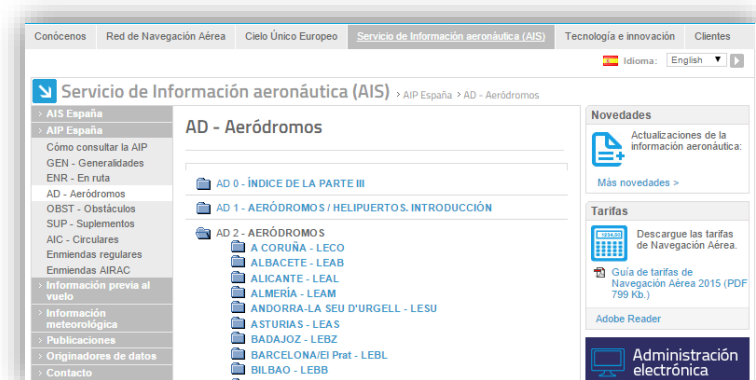 Conócenos Red de Navegación Aérea Cielo Único Europeo Servicio de Información aeronáutica (AIS) Tecnología e innovación Clientes
Idioma: English
Servicio de Información aeronáutica (AIS) > AIP España > AD - Aeródromos
> AIS España
> AIP España
Cómo consultar la AIP
GEN - Generalidades
ENR - En ruta
AD - Aeródromos
OBST - Obstáculos
SUP - Suplementos
AIC - Circulares
Enmiendas regulares
Enmiendas AIRAC
> Información previa al
vuelo
> Información
meteorológica
> Publicaciones
> Originadores de datos
> Contacto
AD - Aeródromos
AD 0 - ÍNDICE DE LA PARTE III
AD 1 - AERÓDROMOS / HELIPUERTOS. INTRODUCCIÓN
AD 2 - AERÓDROMOS
A CORUÑA - LECO
ALBACETE - LEAB
ALICANTE - LEAL
ALMERÍA - LEAM
ANDORRA-LA SEU D'URGELL - LESU
ASTURIAS - LEAS
BADAJOZ - LEBZ
BARCELONA/El Prat - LEBL
BILBAO - LEBB
Novedades
Actualizaciones de la
información aeronáutica:
Más novedades >
Tarifas
Descargue las tarifas
de Navegación Aérea.
Guía de tarifas de
Navegación Aérea 2015 (PDF
799 Kb.)
Adobe Reader
Administración
electrónica